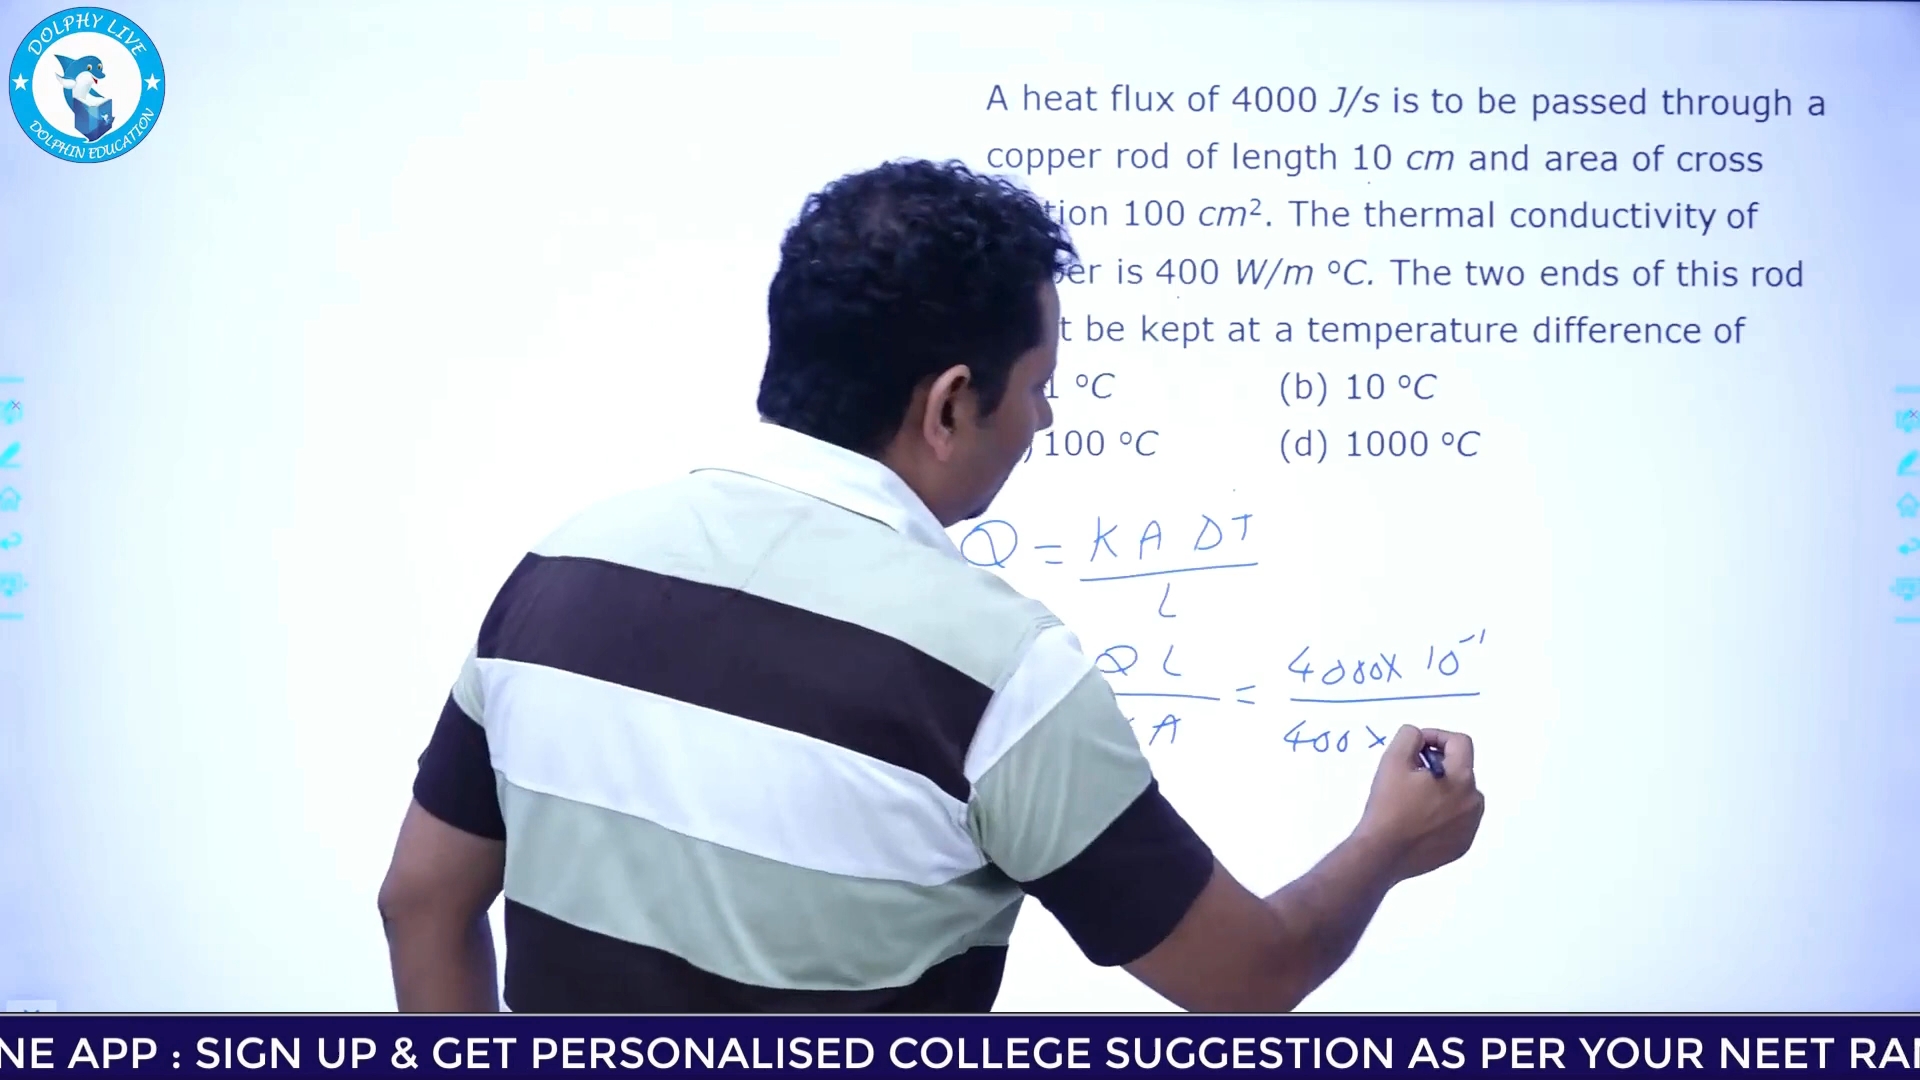 DOLPHY LIVE
DOLPHIN EDUCATION
A heat flux of 4000 J/s is to be passed through a
copper rod of length 10 cm and area of cross
tion 100 cm². The thermal conductivity of
er is 400 W/m °C. The two ends of this rod
t be kept at a temperature difference of
1 °C (b) 10 °C
) 100 °C (d) 1000 °C
Q = K A DT
L
Q L = 4000 x 10⁻¹
A 400 x
NE APP : SIGN UP & GET PERSONALISED COLLEGE SUGGESTION AS PER YOUR NEET RA